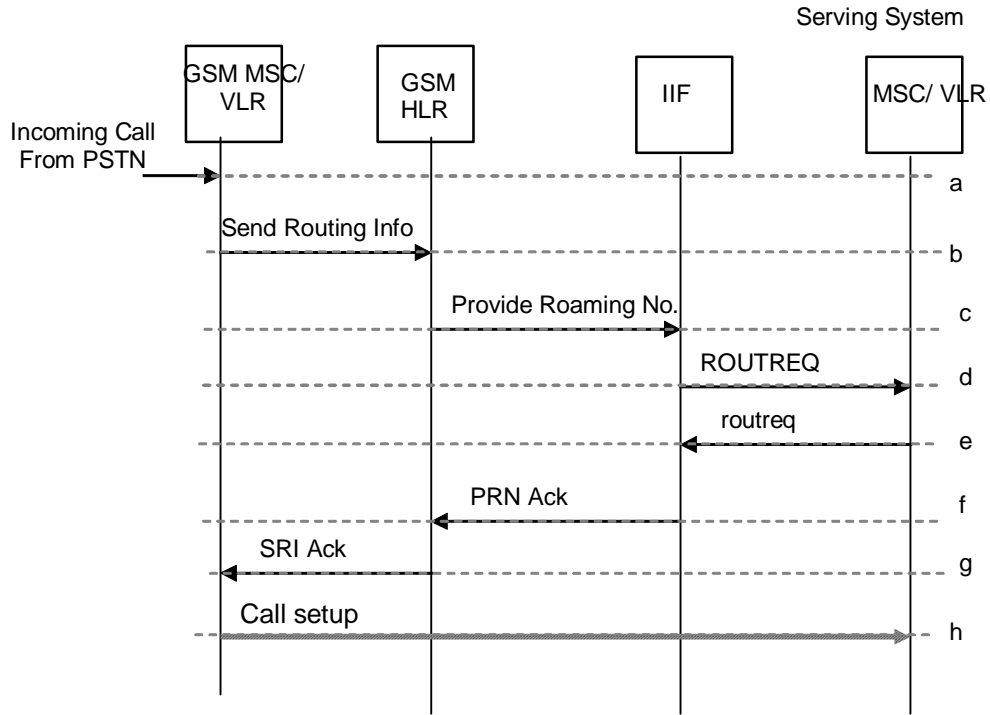 Serving System
GSM MSC/
VLR
GSM
HLR
IIF
MSC/ VLR
Incoming Call
From PSTN
a
Send Routing Info
b
Provide Roaming No.
c
ROUTREQ
d
routreq
e
PRN Ack
f
SRI Ack
g
Call setup
h